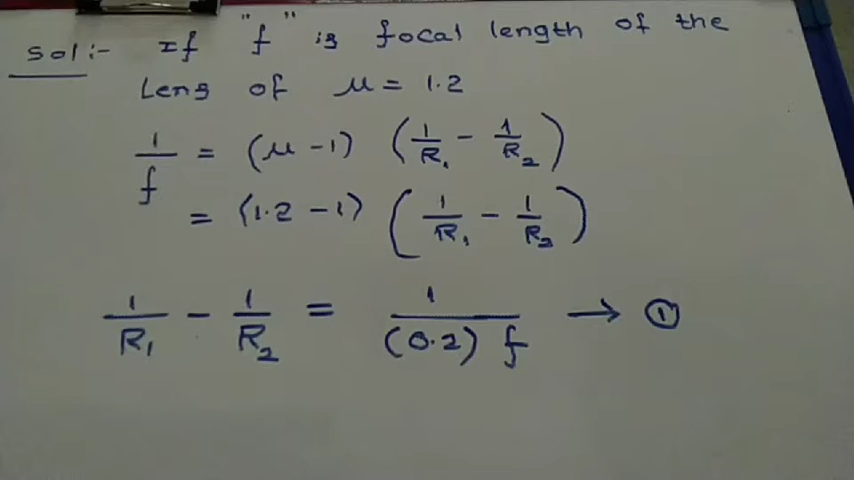 Sol:- If "f" is focal length of the
Lens of μ = 1.2
1/f = (μ - 1) (1/R₁ - 1/R₂)
= (1.2 - 1) (1/R₁ - 1/R₂)
1/R₁ - 1/R₂ = 1/(0.2) f → ①